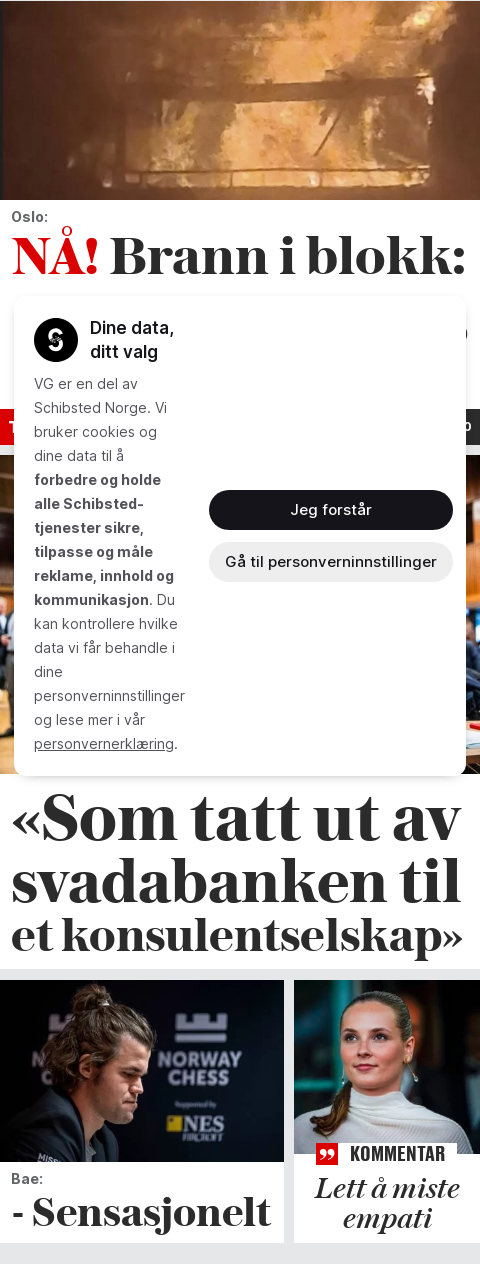 Oslo:
NÅ! Brann i blokk:
Dine data,
ditt valg
VG er en del av
Schibsted Norge. Vi
bruker cookies og
dine data til å
forbedre og holde
alle Schibsted-
tjenester sikre,
tilpasse og måle
reklame, innhold og
kommunikasjon. Du
kan kontrollere hvilke
data vi får behandle i
dine
personverninnstillinger
og lese mer i vår
personvernerklæring.
Jeg forstår
Gå til personverninnstillinger
«Som tatt ut av
svadabanken til
et konsulentselskap»
NORWAY
CHESS
Supported by
NES
FIRCROFT
Bae:
- Sensasjonelt
KOMMENTAR
Lett å miste
empati